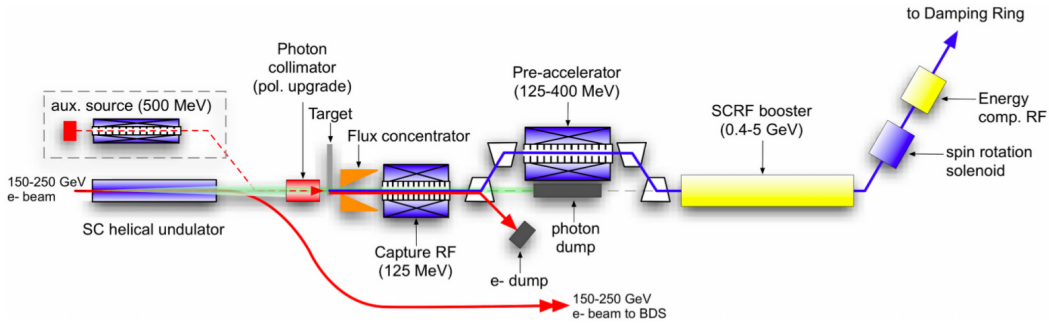 to Damping Ring
Photon
collimator
(pol. upgrade)
Pre-accelerator
(125-400 MeV)
aux. source (500 MeV)
Target
Flux concentrator
SCRF booster
(0.4-5 GeV)
Energy
comp. RF
spin rotation
solenoid
150-250 GeV
e- beam
SC helical undulator
Capture RF
(125 MeV)
photon
dump
e- dump
150-250 GeV
e- beam to BDS